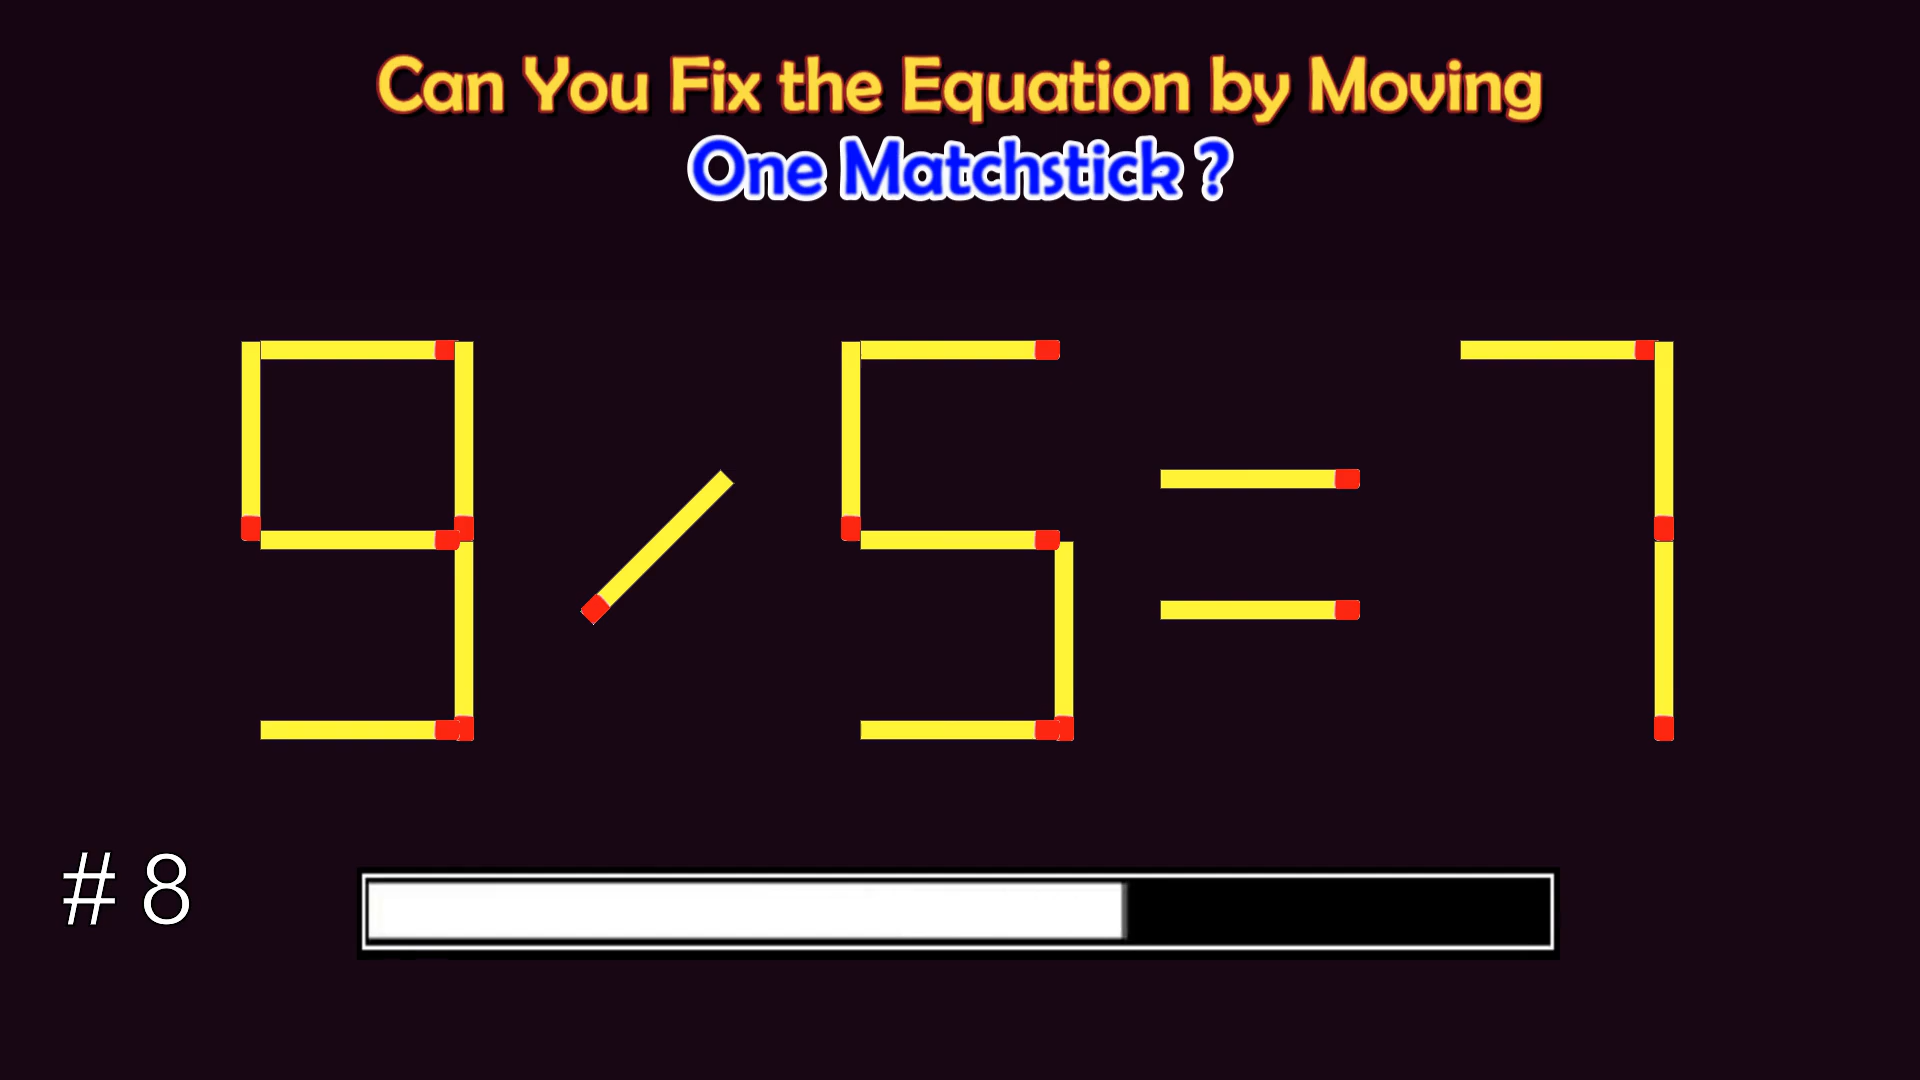 Can You Fix the Equation by Moving
One Matchstick ?
9 / 5 = 7
# 8